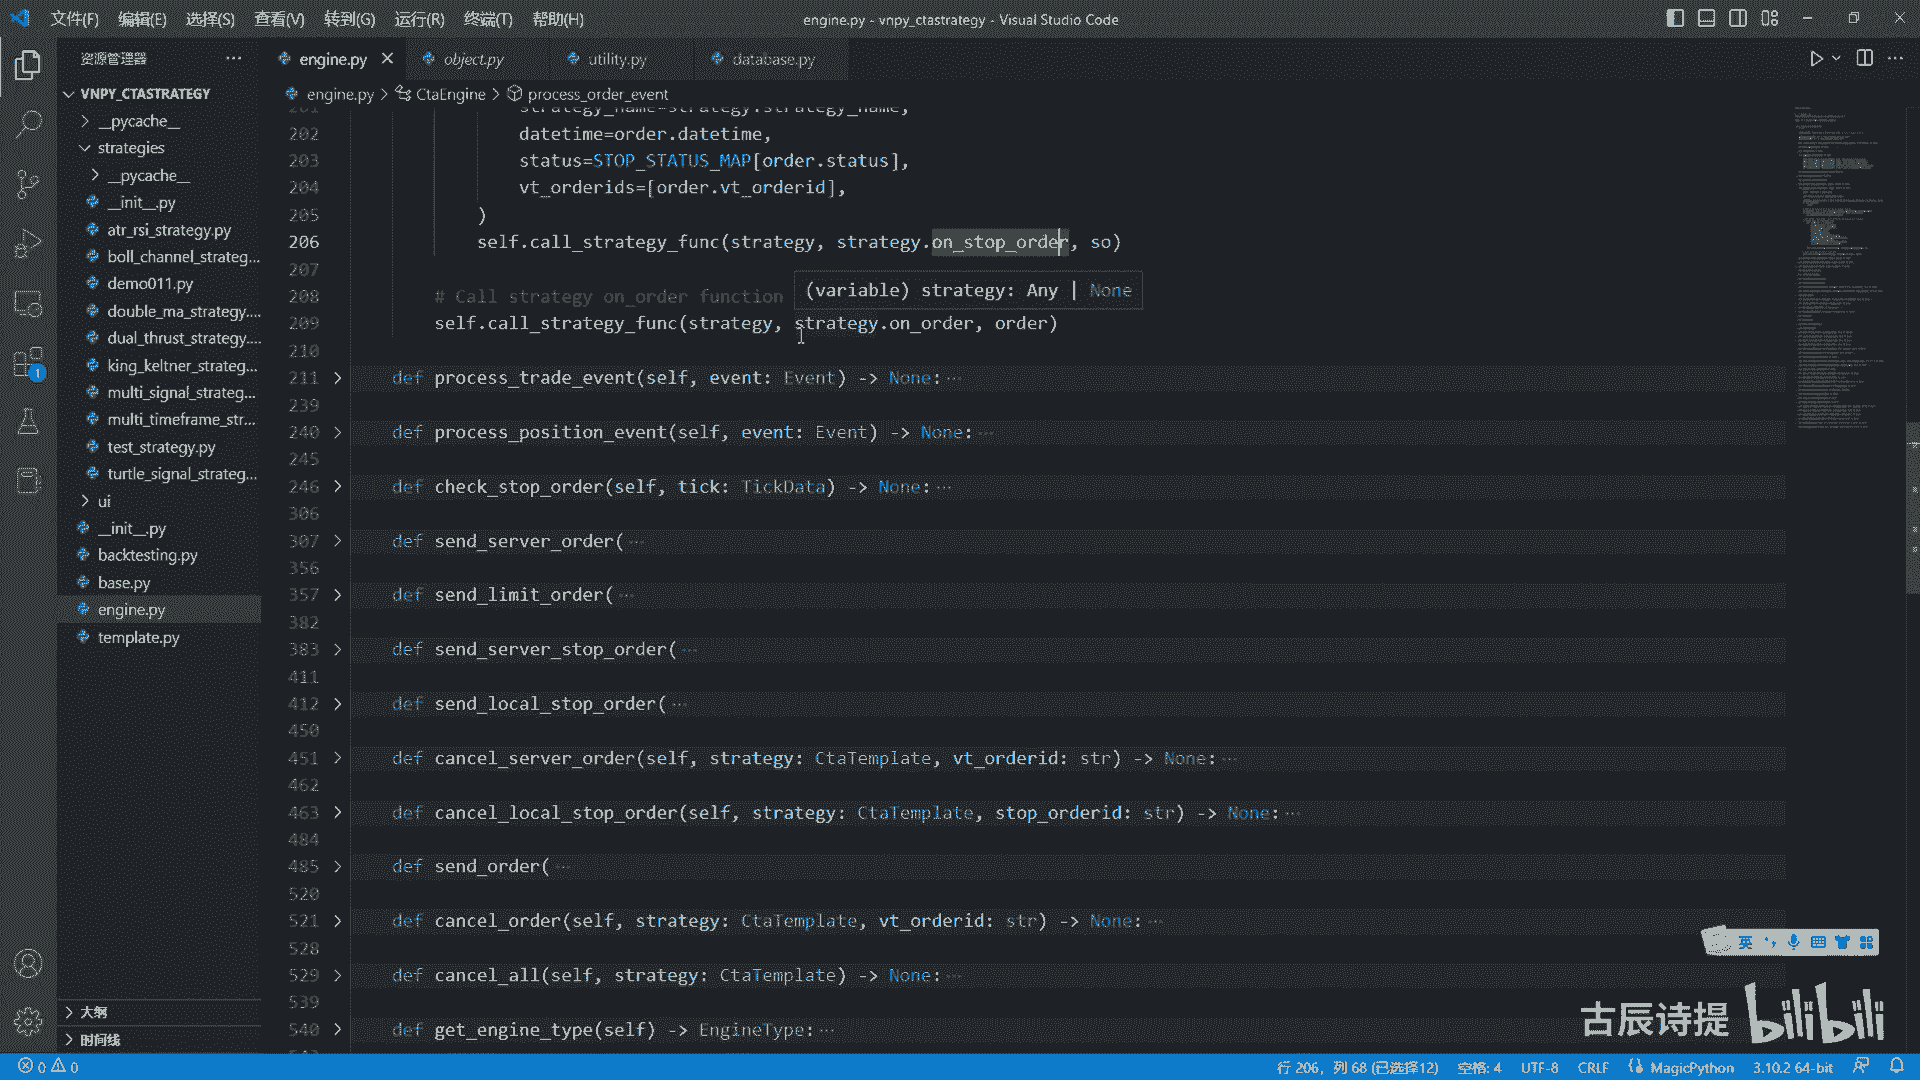 文件(F) 编辑(E) 选择(S) 查看(V) 转到(G) 运行(R) 终端(T) 帮助(H) engine.py - vnpy_ctastrategy - Visual Studio Code
资源管理器 ··· engine.py object.py utility.py database.py
VNPY_CTASTRATEGY
__pycache__
strategies
__pycache__
__init__.py
atr_rsi_strategy.py
boll_channel_strateg...
demo011.py
double_ma_strategy....
dual_thrust_strategy....
king_keltner_strateg...
multi_signal_strateg...
multi_timeframe_str...
test_strategy.py
turtle_signal_strateg...
ui
__init__.py
backtesting.py
base.py
engine.py
template.py
大纲
时间线
engine.py > CtaEngine > process_order_event
201 strategy_name=strategy.strategy_name,
202 datetime=order.datetime,
203 status=STOP_STATUS_MAP[order.status],
204 vt_orderids=[order.vt_orderid],
205 )
206 self.call_strategy_func(strategy, strategy.on_stop_order, so)
207
208 # Call strategy on_order function
(variable) strategy: Any | None
209 self.call_strategy_func(strategy, strategy.on_order, order)
210
211 def process_trade_event(self, event: Event) -> None:···
239
240 def process_position_event(self, event: Event) -> None:···
245
246 def check_stop_order(self, tick: TickData) -> None:···
306
307 def send_server_order(···
356
357 def send_limit_order(···
382
383 def send_server_stop_order(···
411
412 def send_local_stop_order(···
450
451 def cancel_server_order(self, strategy: CtaTemplate, vt_orderid: str) -> None:···
462
463 def cancel_local_stop_order(self, strategy: CtaTemplate, stop_orderid: str) -> None:···
484
485 def send_order(···
520
521 def cancel_order(self, strategy: CtaTemplate, vt_orderid: str) -> None:···
528
529 def cancel_all(self, strategy: CtaTemplate) -> None:···
539
540 def get_engine_type(self) -> EngineType:···
1
英
古辰诗提 bilibili
0 0 行 206，列 68 (已选择12) 空格: 4 UTF-8 CRLF MagicPython 3.10.2 64-bit